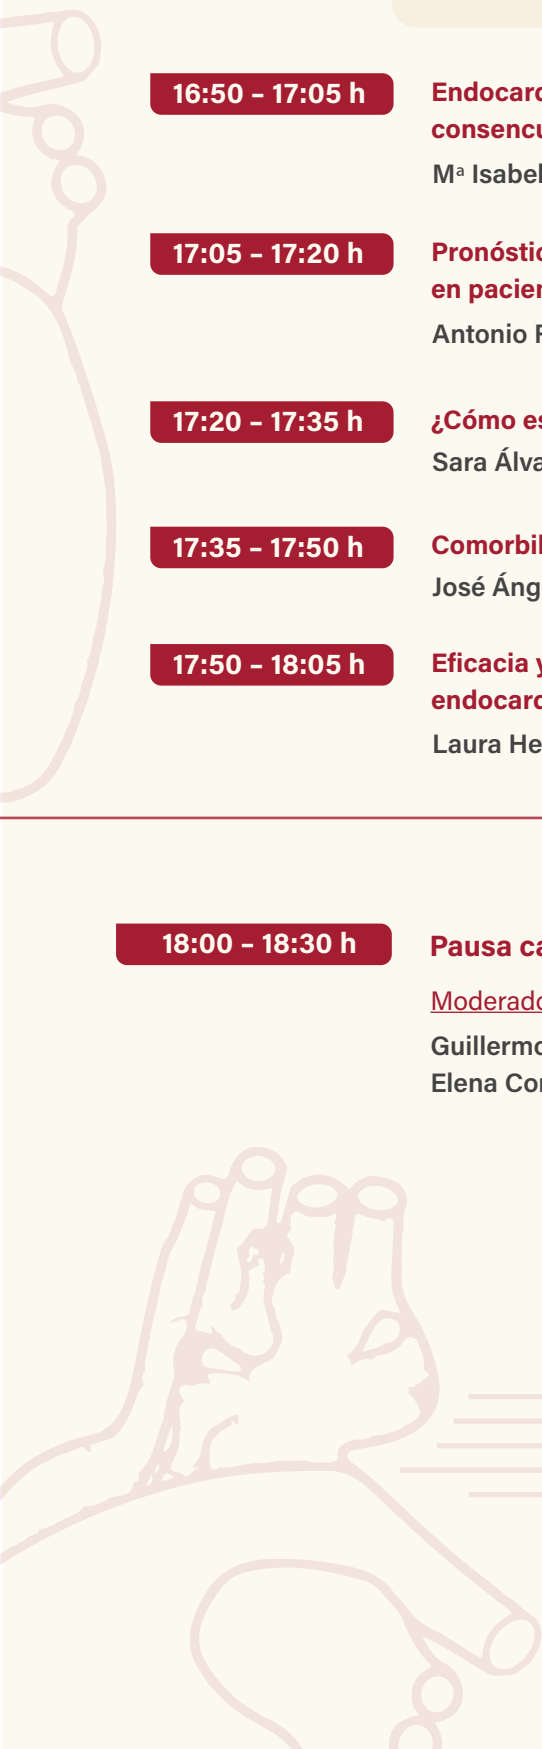 16:50 – 17:05 h
Endocard
consencu
Mª Isabel
17:05 – 17:20 h
Pronóstic
en pacien
Antonio
17:20 – 17:35 h
¿Cómo es
Sara Álva
17:35 – 17:50 h
Comorbil
José Áng
17:50 – 18:05 h
Eficacia y
endocard
Laura He
18:00 – 18:30 h
Pausa ca
Moderado
Guillermo
Elena Cor